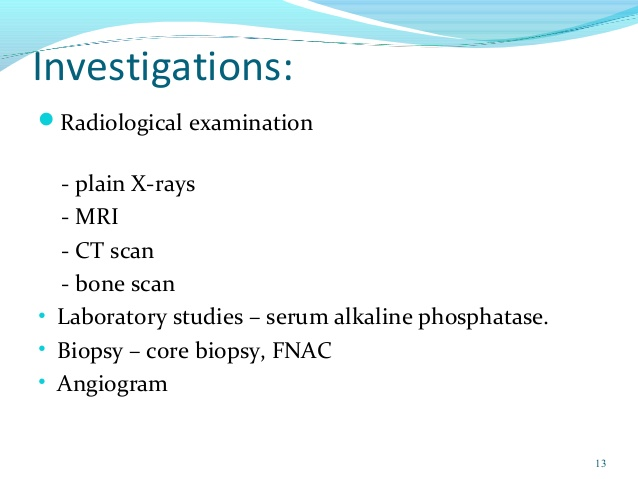 Investigations:
Radiological examination
- plain X-rays
- MRI
- CT scan
- bone scan
• Laboratory studies – serum alkaline phosphatase.
• Biopsy – core biopsy, FNAC
• Angiogram
13